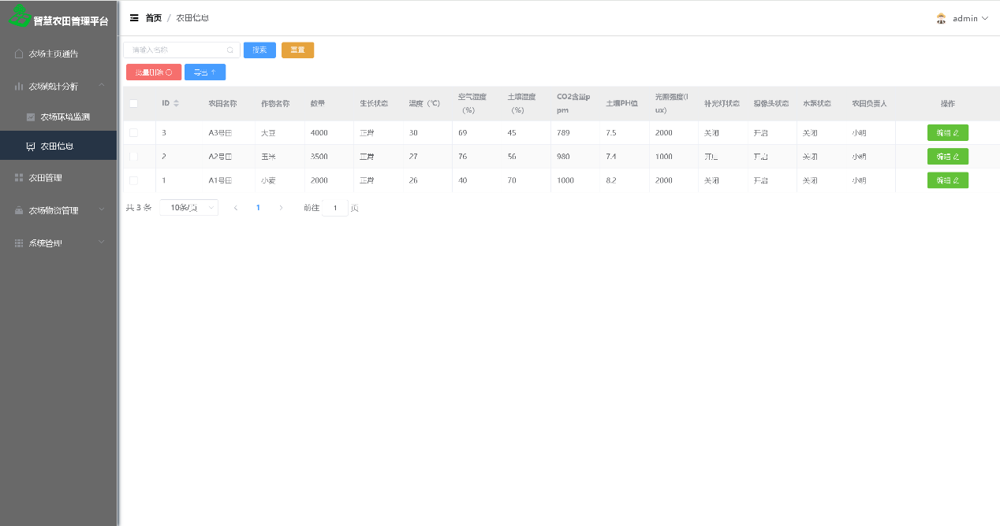 智慧农田管理平台
首页 / 农田信息
admin
农场主页通告
农场统计分析
农场环境监测
农田信息
农田管理
农场物资管理
系统管理
请输入名称 搜索 重置
批量删除 导出
ID 农田名称 作物名称 数量 生长状态 温度（℃） 空气湿度（%） 土壤湿度（%） CO2含量ppm 土壤PH值 光照强度(lux) 补光灯状态 摄像头状态 水泵状态 农田负责人 操作
3 A3号田 大豆 4000 正常 30 69 45 789 7.5 2000 关闭 开启 关闭 小明 编辑
2 A2号田 玉米 3500 正常 27 76 56 980 7.4 1000 开启 开启 关闭 小明 编辑
1 A1号田 小麦 2000 正常 26 40 70 1000 8.2 2000 关闭 开启 关闭 小明 编辑
共 3 条 10条/页 1 前往 1 页